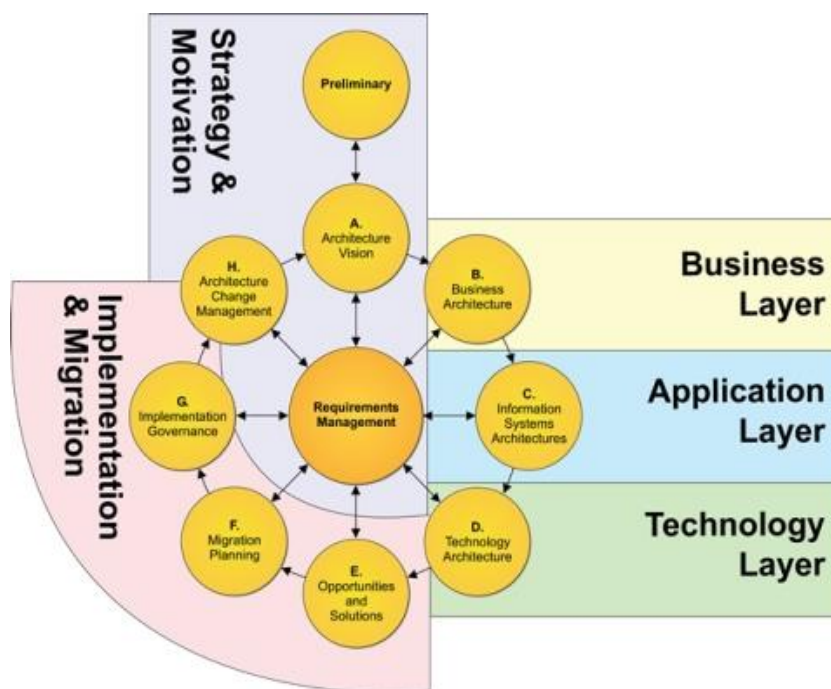 Strategy &
Motivation
Preliminary
A.
Architecture
Vision
H.
Architecture
Change
Management
B.
Business
Architecture
Business
Layer
Implementation
& Migration
G.
Implementation
Governance
Requirements
Management
C.
Information
Systems
Architectures
Application
Layer
F.
Migration
Planning
E.
Opportunities
and
Solutions
D.
Technology
Architecture
Technology
Layer